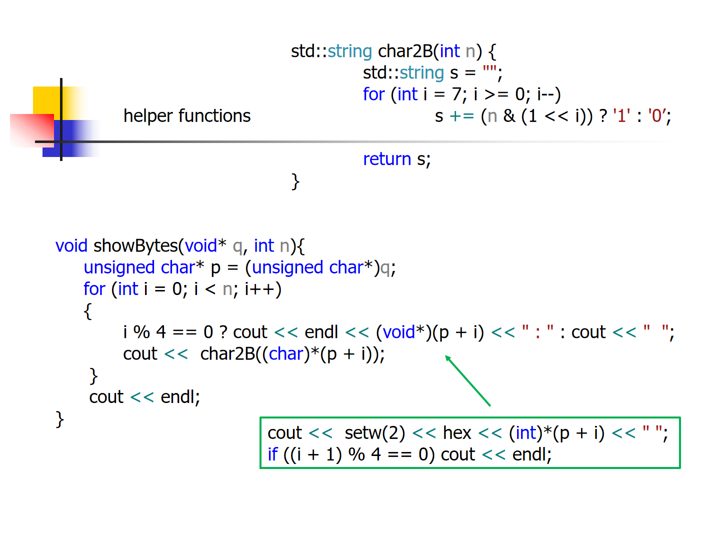 std::string char2B(int n) {
std::string s = "";
for (int i = 7; i >= 0; i--)
helper functions
s += (n & (1 << i)) ? '1' : '0’;
return s;
}
void showBytes(void* q, int n){
unsigned char* p = (unsigned char*)q;
for (int i = 0; i < n; i++)
{
i % 4 == 0 ? cout << endl << (void*)(p + i) << " : " : cout << "  ";
cout <<  char2B((char)*(p + i));
}
cout << endl;
}
cout <<  setw(2) << hex << (int)*(p + i) << " ";
if ((i + 1) % 4 == 0) cout << endl;